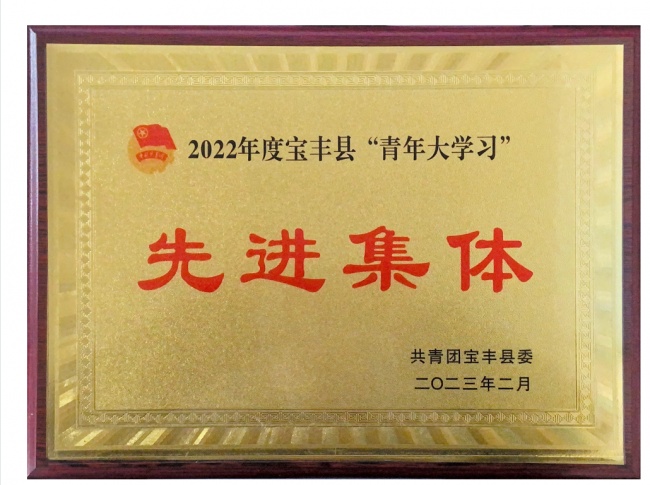 2022年度宝丰县“青年大学习”
先进集体
共青团宝丰县委
二〇二三年二月